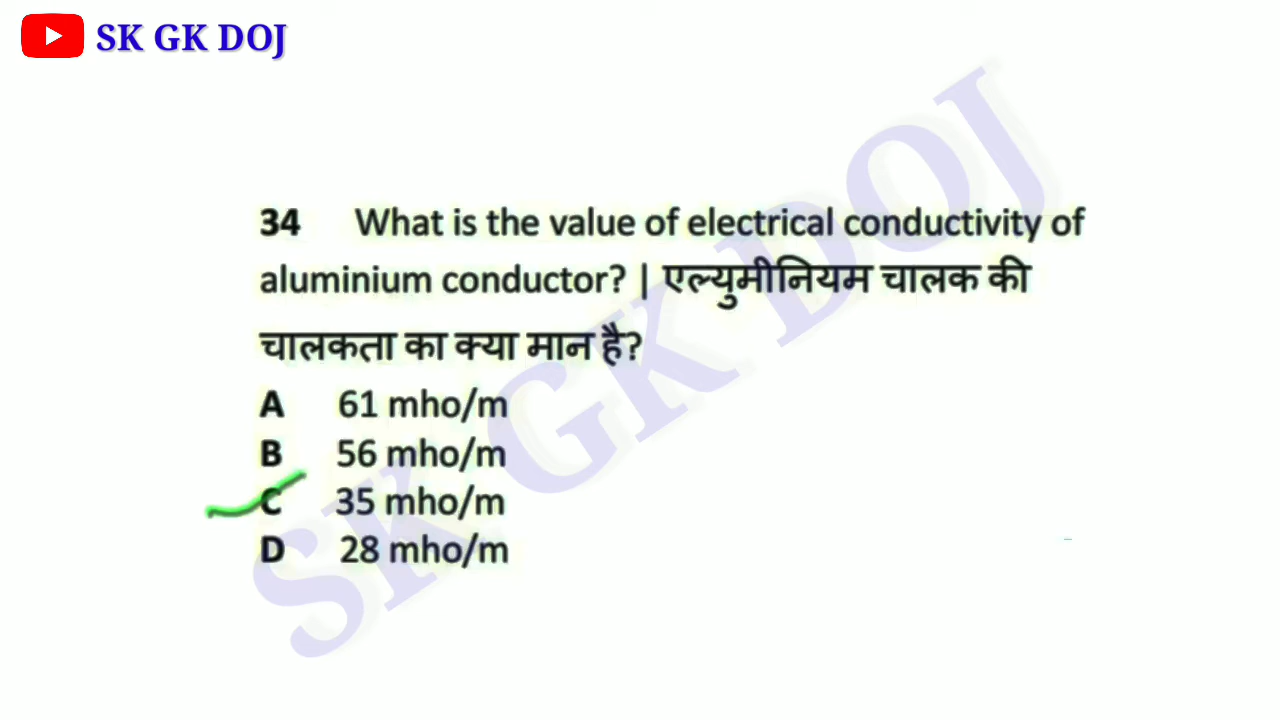 SK GK DOJ
34 What is the value of electrical conductivity of
aluminium conductor? | एल्युमीनियम चालक की
चालकता का क्या मान है?
A 61 mho/m
B 56 mho/m
C 35 mho/m
D 28 mho/m
SK GK DOJ